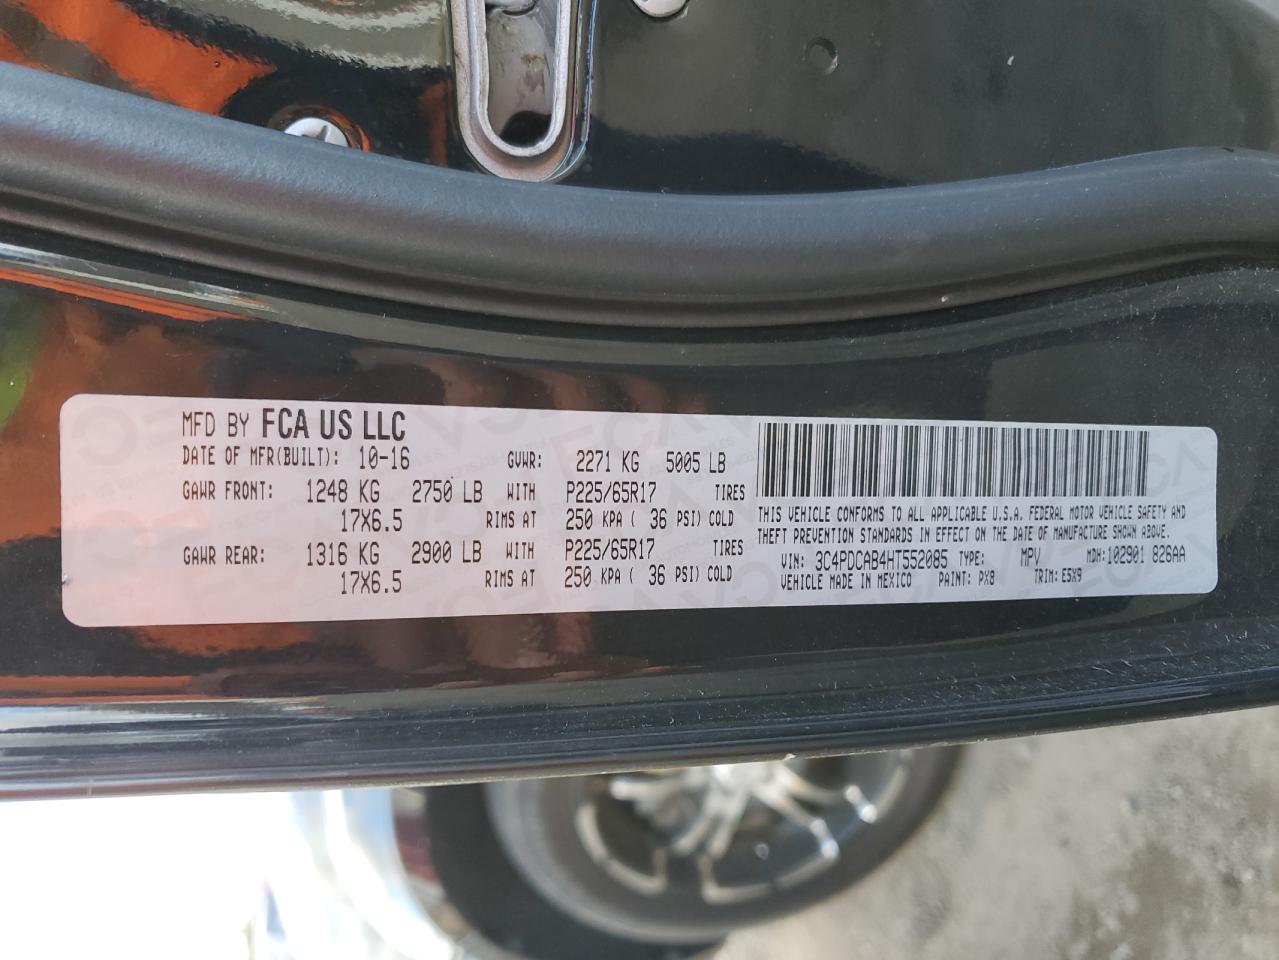 MFD BY FCA US LLC
DATE OF MFR(BUILT): 10-16 GVWR: 2271 KG 5005 LB
GAWR FRONT: 1248 KG 2750 LB WITH P225/65R17 TIRES
17X6.5 RIMS AT 250 KPA ( 36 PSI) COLD
GAWR REAR: 1316 KG 2900 LB WITH P225/65R17 TIRES
17X6.5 RIMS AT 250 KPA ( 36 PSI) COLD
THIS VEHICLE CONFORMS TO ALL APPLICABLE U.S.A. FEDERAL MOTOR VEHICLE SAFETY AND
THEFT PREVENTION STANDARDS IN EFFECT ON THE DATE OF MANUFACTURE SHOWN ABOVE.
VIN: 3C4PDCAB4HT552085 TYPE: MPV MDH: 102901 826AA
VEHICLE MADE IN MEXICO PAINT: PX8 TRIM: E5X9